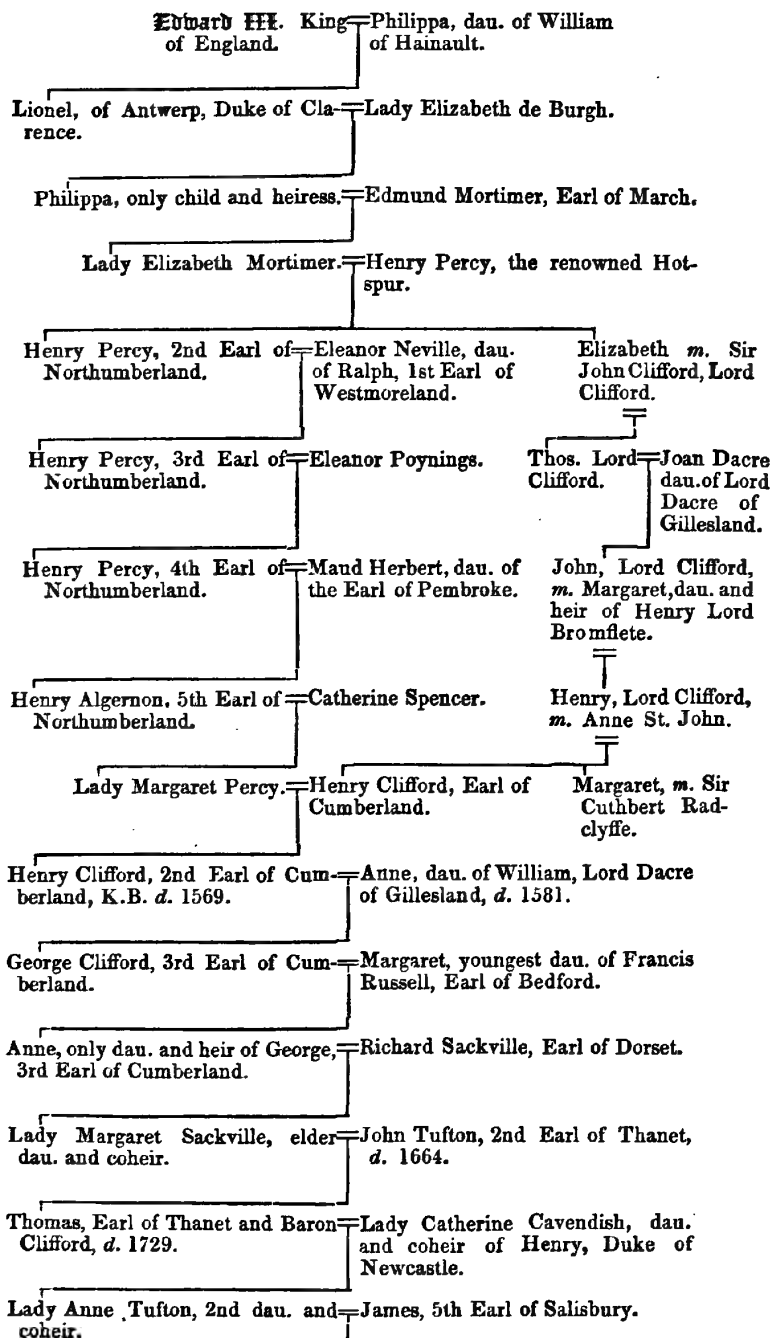 Edward III. King
of England.
Philippa, dau. of William
of Hainault.
Lionel, of Antwerp, Duke of Cla-
rence.
Lady Elizabeth de Burgh.
Philippa, only child and heiress.
Edmund Mortimer, Earl of March.
Lady Elizabeth Mortimer.
Henry Percy, the renowned Hot-
spur.
Henry Percy, 2nd Earl of
Northumberland.
Eleanor Neville, dau.
of Ralph, 1st Earl of
Westmoreland.
Elizabeth m. Sir
John Clifford, Lord
Clifford.
Henry Percy, 3rd Earl of
Northumberland.
Eleanor Poynings.
Thos. Lord
Clifford.
Joan Dacre
dau. of Lord
Dacre of
Gillesland.
Henry Percy, 4th Earl of
Northumberland.
Maud Herbert, dau. of
the Earl of Pembroke.
John, Lord Clifford,
m. Margaret, dau. and
heir of Henry Lord
Bromflete.
Henry Algernon, 5th Earl of
Northumberland.
Catherine Spencer.
Henry, Lord Clifford,
m. Anne St. John.
Lady Margaret Percy.
Henry Clifford, Earl of
Cumberland.
Margaret, m. Sir
Cuthbert Rad-
clyffe.
Henry Clifford, 2nd Earl of Cum-
berland, K.B. d. 1569.
Anne, dau. of William, Lord Dacre
of Gillesland, d. 1581.
George Clifford, 3rd Earl of Cum-
berland.
Margaret, youngest dau. of Francis
Russell, Earl of Bedford.
Anne, only dau. and heir of George,
3rd Earl of Cumberland.
Richard Sackville, Earl of Dorset.
Lady Margaret Sackville, elder
dau. and coheir.
John Tufton, 2nd Earl of Thanet,
d. 1664.
Thomas, Earl of Thanet and Baron
Clifford, d. 1729.
Lady Catherine Cavendish, dau.
and coheir of Henry, Duke of
Newcastle.
Lady Anne Tufton, 2nd dau. and
coheir.
James, 5th Earl of Salisbury.